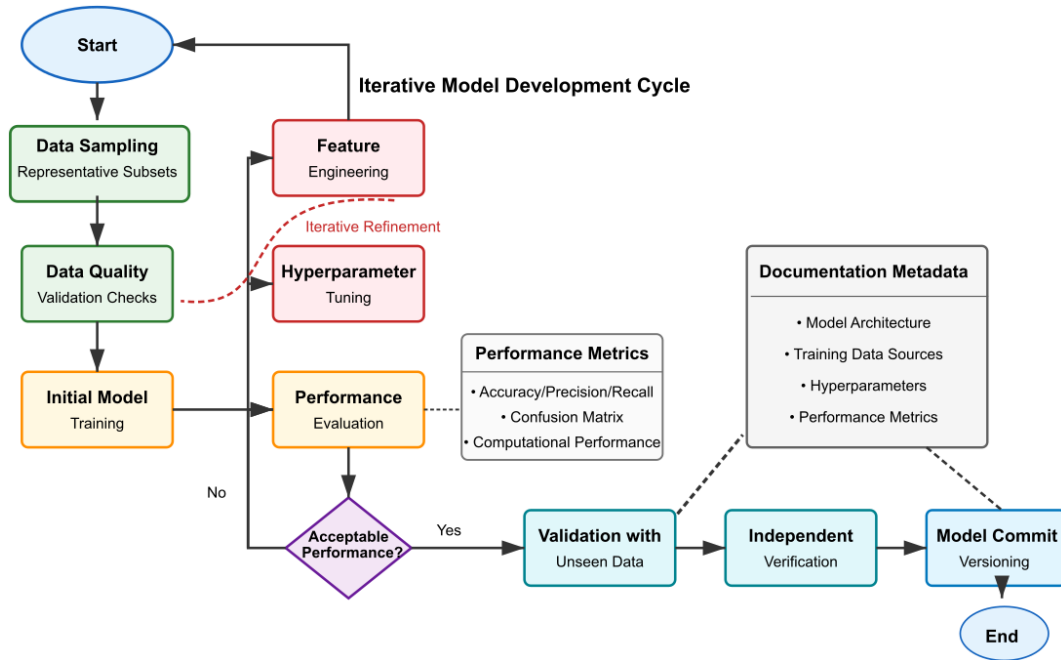 Start
Iterative Model Development Cycle
Data Sampling
Representative Subsets
Feature
Engineering
Iterative Refinement
Data Quality
Validation Checks
Hyperparameter
Tuning
Documentation Metadata
• Model Architecture
• Training Data Sources
• Hyperparameters
• Performance Metrics
Initial Model
Training
Performance
Evaluation
Performance Metrics
• Accuracy/Precision/Recall
• Confusion Matrix
• Computational Performance
No
Acceptable
Performance?
Yes
Validation with
Unseen Data
Independent
Verification
Model Commit
Versioning
End